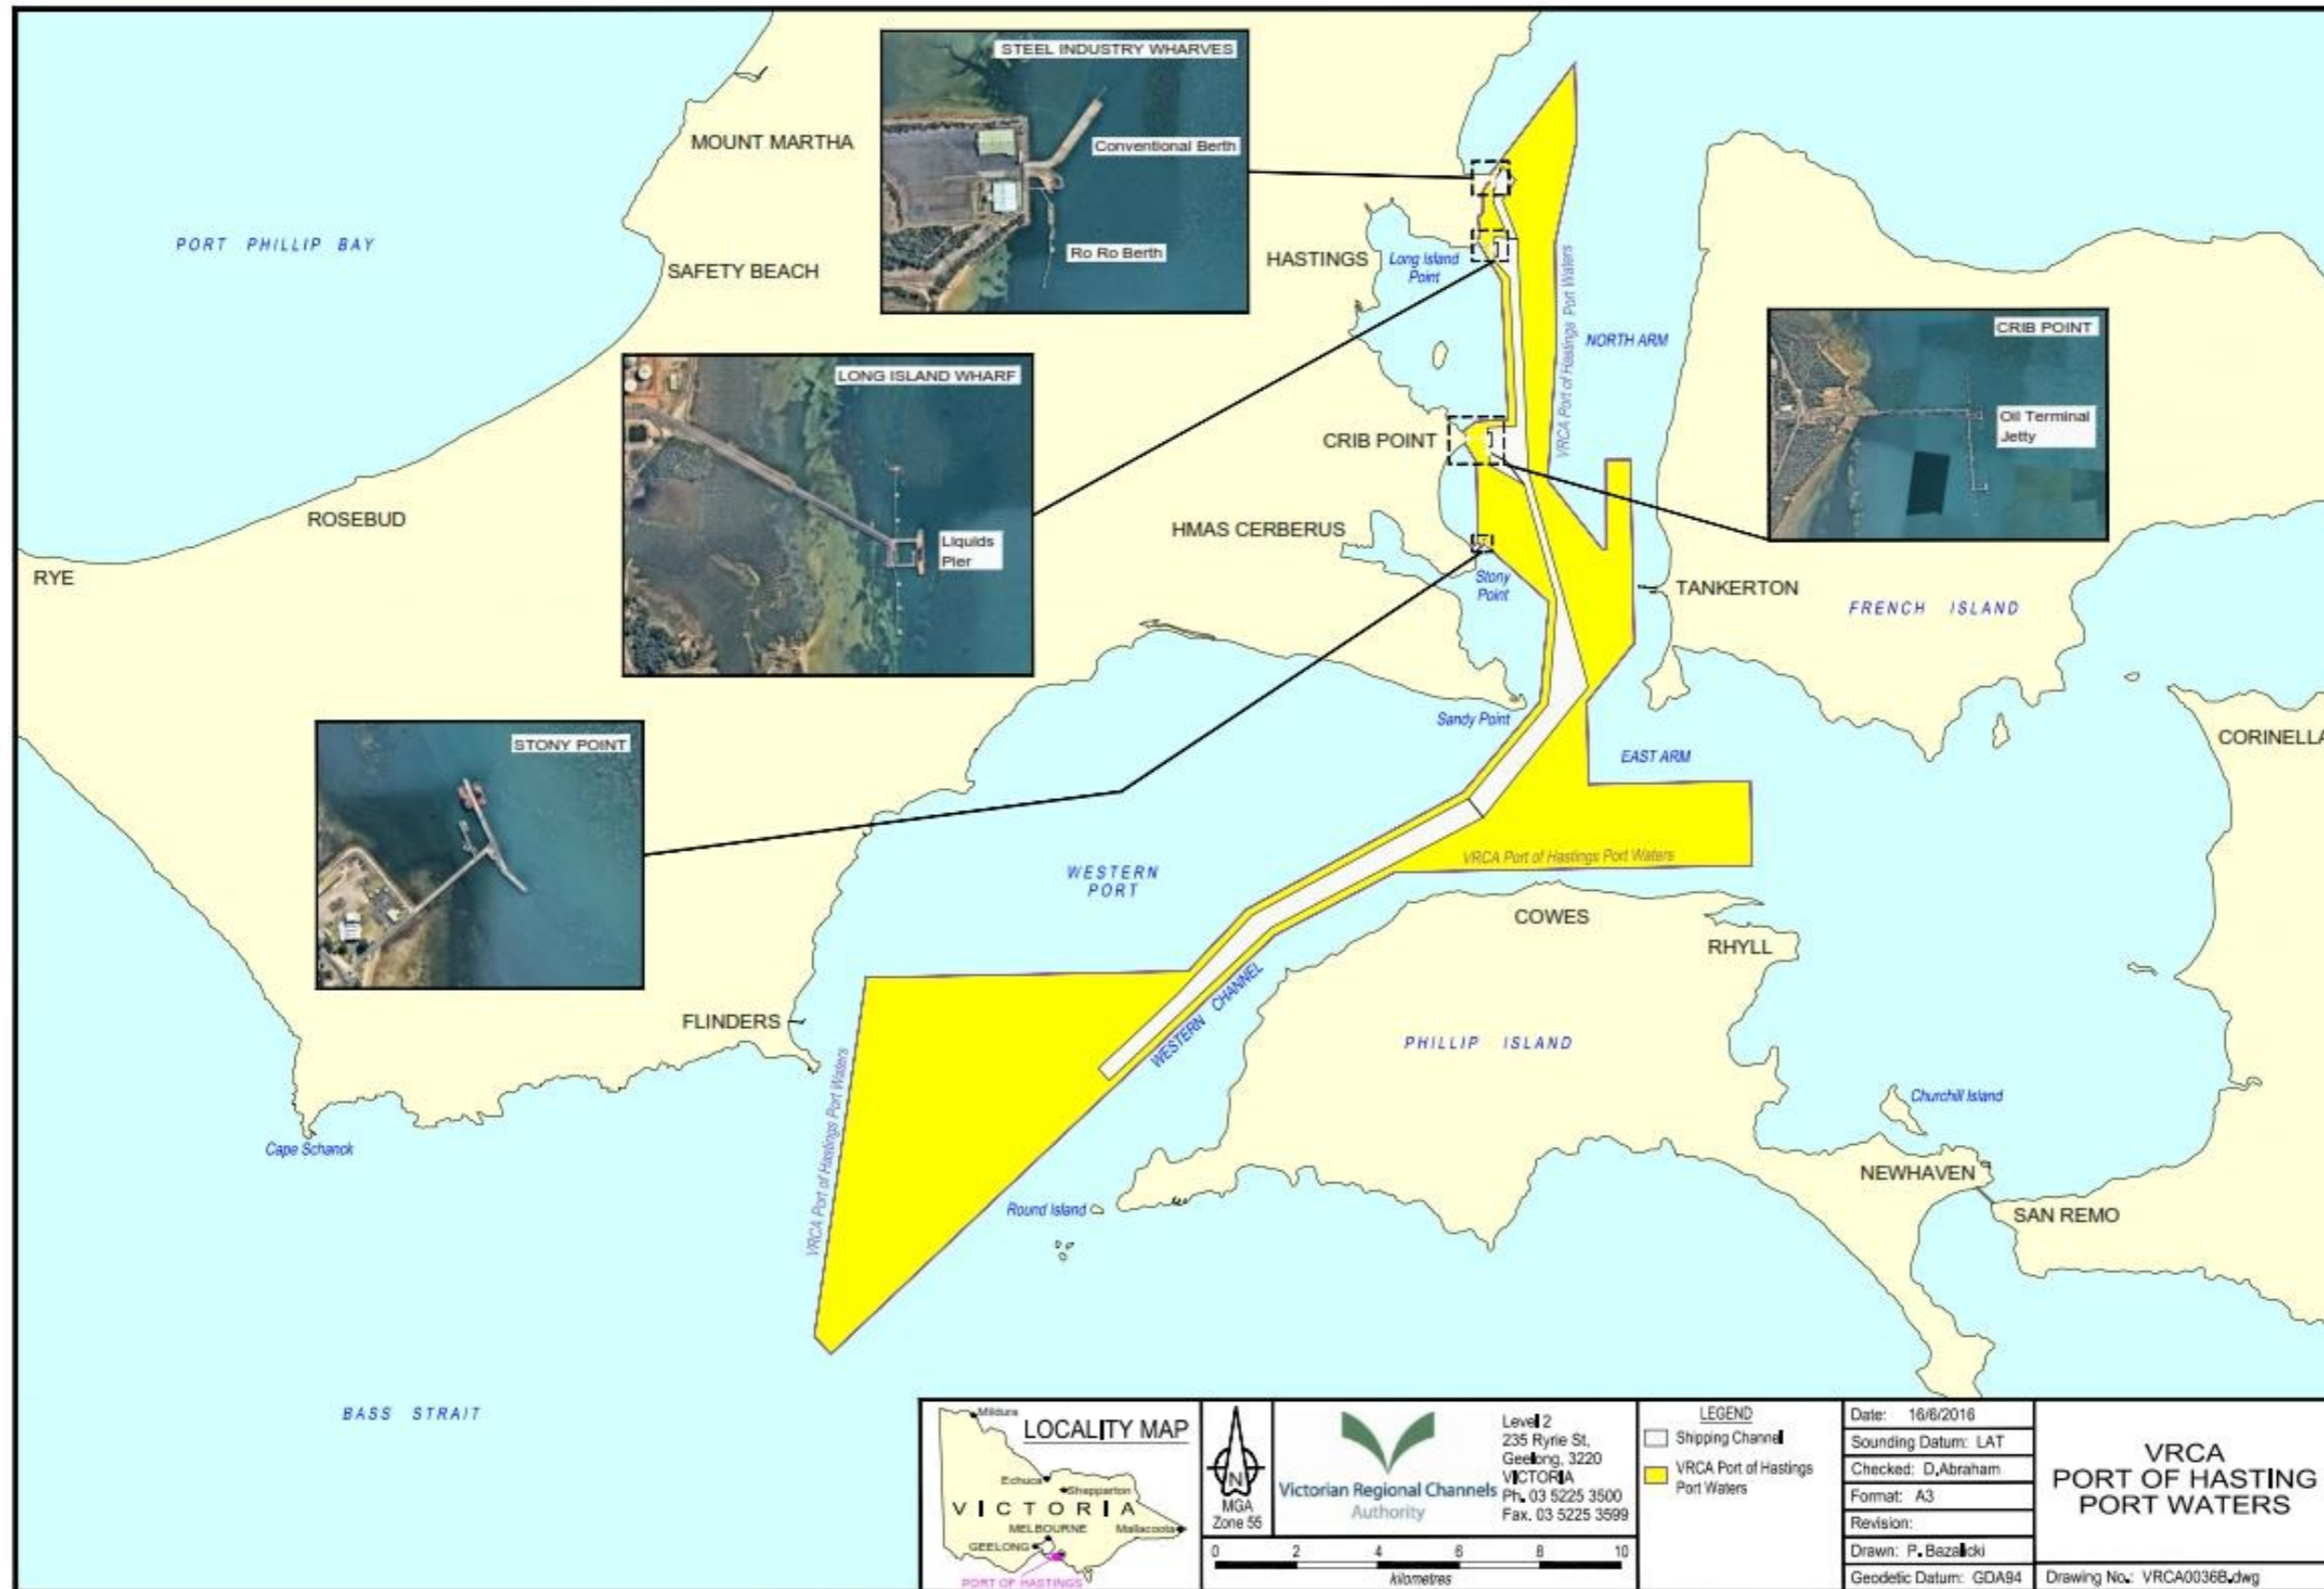 STEEL INDUSTRY WHARVES
Conventional Berth
Ro Ro Berth
MOUNT MARTHA
PORT PHILLIP BAY
SAFETY BEACH
HASTINGS
Long Island
Point
VRCA Port of Hastings Port Waters
NORTH ARM
CRIB POINT
Oil Terminal
Jetty
LONG ISLAND WHARF
Liquids
Pier
CRIB POINT
ROSEBUD
HMAS CERBERUS
RYE
Stony
Point
TANKERTON
FRENCH ISLAND
Sandy Point
CORINELLA
STONY POINT
EAST ARM
WESTERN
PORT
VRCA Port of Hastings Port Waters
COWES
RHYLL
WESTERN CHANNEL
FLINDERS
PHILLIP ISLAND
VRCA Port of Hastings Port Waters
Churchill Island
Cape Schanck
NEWHAVEN
Round Island
SAN REMO
BASS STRAIT
LOCALITY MAP
Mildura
Echuca
Shepparton
VICTORIA
MELBOURNE
Mallacoota
GEELONG
PORT OF HASTINGS
N
MGA
Zone 55
Victorian Regional Channels
Authority
Level 2
235 Ryrie St,
Geelong, 3220
VICTORIA
Ph. 03 5225 3500
Fax. 03 5225 3599
0 2 4 6 8 10
kilometres
LEGEND
Shipping Channel
VRCA Port of Hastings
Port Waters
Date: 16/6/2016
Sounding Datum: LAT
Checked: D.Abraham
Format: A3
Revision:
Drawn: P. Bazalicki
Geodetic Datum: GDA94
VRCA
PORT OF HASTING
PORT WATERS
Drawing No.: VRCA0036B.dwg